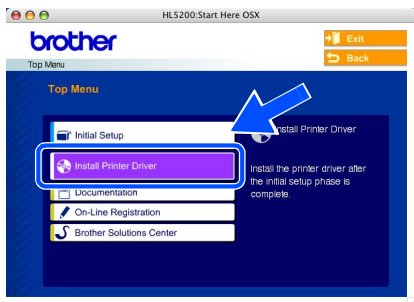 HL5200:Start Here OSX
brother
Exit
Back
Top Menu
Top Menu
Initial Setup
Install Printer Driver
Documentation
On-Line Registration
Brother Solutions Center
nstall Printer Driver
Install the printer driver after
the initial setup phase is
complete.